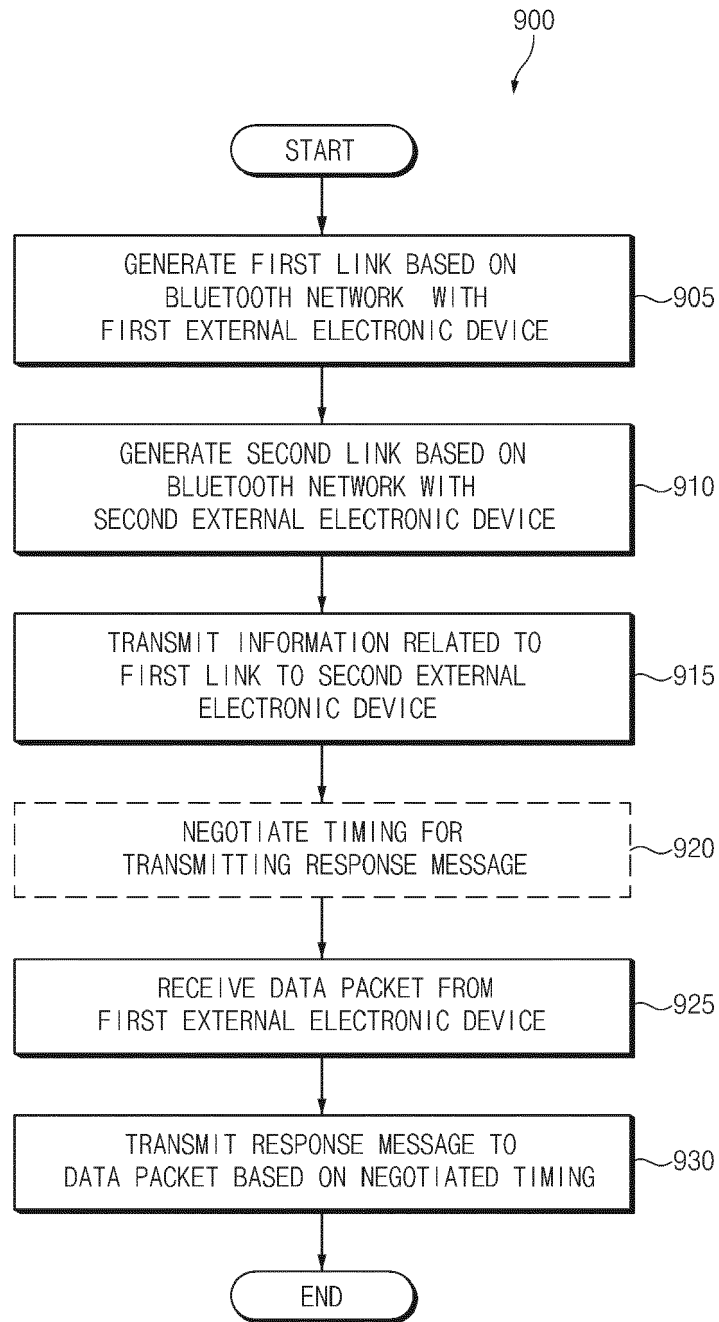 900
START
GENERATE FIRST LINK BASED ON
BLUETOOTH NETWORK WITH
FIRST EXTERNAL ELECTRONIC DEVICE
905
GENERATE SECOND LINK BASED ON
BLUETOOTH NETWORK WITH
SECOND EXTERNAL ELECTRONIC DEVICE
910
TRANSMIT INFORMATION RELATED TO
FIRST LINK TO SECOND EXTERNAL
ELECTRONIC DEVICE
915
NEGOTIATE TIMING FOR
TRANSMITTING RESPONSE MESSAGE
920
RECEIVE DATA PACKET FROM
FIRST EXTERNAL ELECTRONIC DEVICE
925
TRANSMIT RESPONSE MESSAGE TO
DATA PACKET BASED ON NEGOTIATED TIMING
930
END